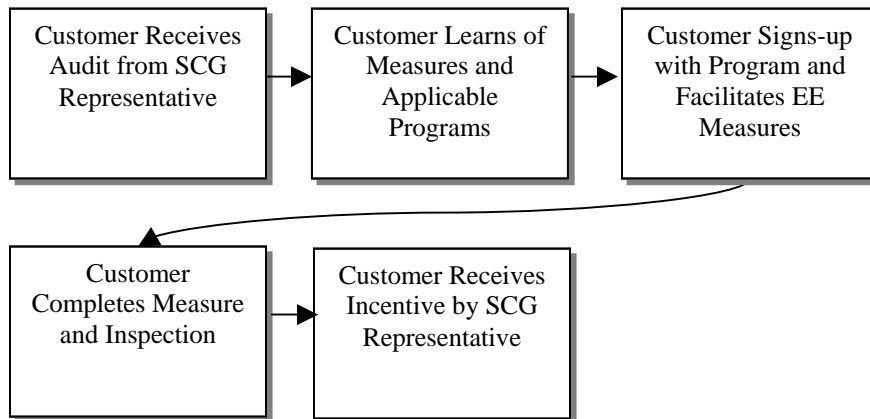 Customer Receives
Audit from SCG
Representative
Customer Learns of
Measures and
Applicable
Programs
Customer Signs-up
with Program and
Facilitates EE
Measures
Customer
Completes Measure
and Inspection
Customer Receives
Incentive by SCG
Representative